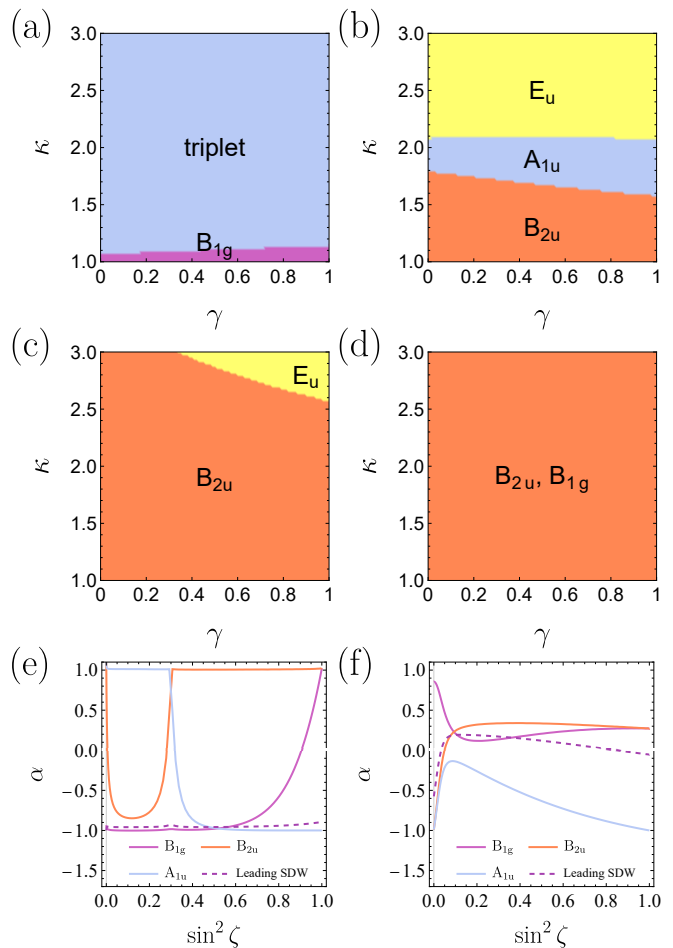 (a)
3.0
2.5
2.0
1.5
1.0
κ
triplet
B1g
0 0.2 0.4 0.6 0.8 1
γ
(b)
3.0
2.5
2.0
1.5
1.0
κ
Eu
A1u
B2u
0 0.2 0.4 0.6 0.8 1
γ
(c)
3.0
2.5
2.0
1.5
1.0
κ
Eu
B2u
0 0.2 0.4 0.6 0.8 1
γ
(d)
3.0
2.5
2.0
1.5
1.0
κ
B2u, B1g
0 0.2 0.4 0.6 0.8 1
γ
(e)
1.0
0.5
0.0
−0.5
−1.0
−1.5
α
B1g B2u
A1u Leading SDW
0.0 0.2 0.4 0.6 0.8 1.0
sin² ζ
(f)
1.0
0.5
0.0
−0.5
−1.0
−1.5
α
B1g B2u
A1u Leading SDW
0.0 0.2 0.4 0.6 0.8 1.0
sin² ζ